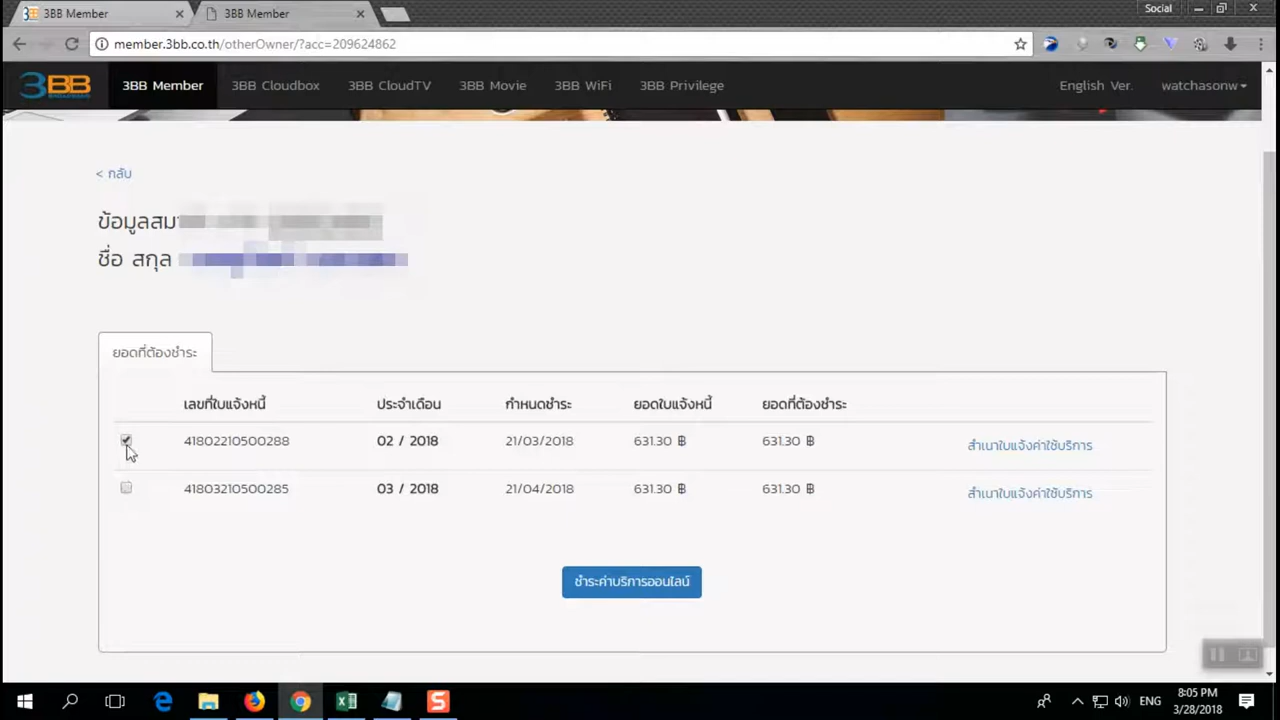 3BB Member
3BB Member
Social
member.3bb.co.th/otherOwner/?acc=209624862
3BB
3BB Member 3BB Cloudbox 3BB CloudTV 3BB Movie 3BB WiFi 3BB Privilege English Ver. watchasonw
< กลับ
ข้อมูลสมา
ชื่อ สกุล
ยอดที่ต้องชำระ
เลขที่ใบแจ้งหนี้ ประจำเดือน กำหนดชำระ ยอดใบแจ้งหนี้ ยอดที่ต้องชำระ
41802210500288 02 / 2018 21/03/2018 631.30 ฿ 631.30 ฿ สำเนาใบแจ้งค่าใช้บริการ
41803210500285 03 / 2018 21/04/2018 631.30 ฿ 631.30 ฿ สำเนาใบแจ้งค่าใช้บริการ
ชำระค่าบริการออนไลน์
ENG
8:05 PM
3/28/2018